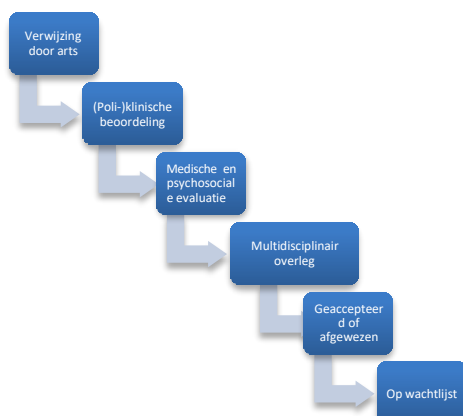 Verwijzing
door arts
(Poli-)klinische
beoordeling
Medische en
psychosocial
e evaluatie
Multidisciplinair
overleg
Geaccepteer
d of
afgewezen
Op wachtlijst